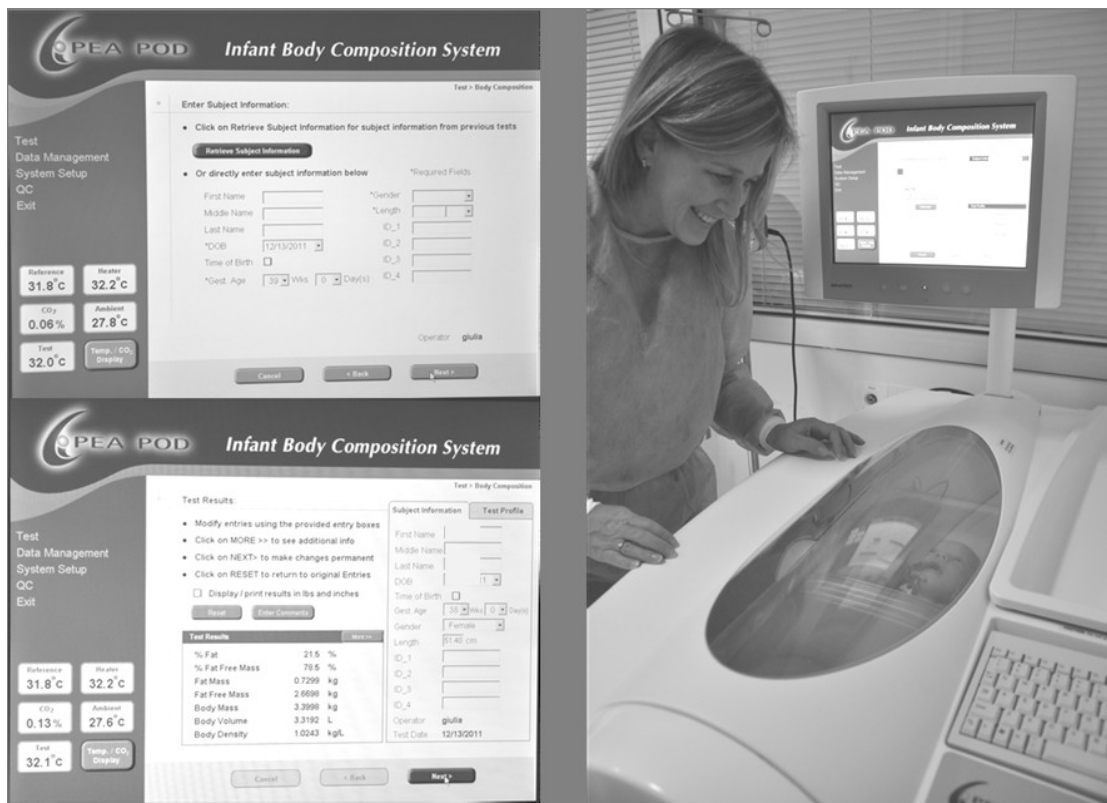 PEA POD Infant Body Composition System
Test > Body Composition
Enter Subject Information:
• Click on Retrieve Subject Information for subject information from previous tests
Retrieve Subject Information
• Or directly enter subject information below *Required Fields
First Name *Gender
Middle Name *Length
Last Name ID_1
*DOB 12/13/2011 ID_2
Time of Birth ID_3
*Gest. Age 39 Wks 0 Day(s) ID_4
Operator giulia
Cancel < Back Next >
Test
Data Management
System Setup
QC
Exit
Reference Heater
31.8°c 32.2°c
CO2 Ambient
0.06% 27.8°c
Test Temp. / CO2
32.0°c Display
PEA POD Infant Body Composition System
Test > Body Composition
Test Results:
• Modify entries using the provided entry boxes
• Click on MORE >> to see additional info
• Click on NEXT> to make changes permanent
• Click on RESET to return to original Entries
Display / print results in lbs and inches
Reset Enter Comments
Test Results More >>
% Fat 21.5 %
% Fat Free Mass 78.5 %
Fat Mass 0.7299 kg
Fat Free Mass 2.6698 kg
Body Mass 3.3998 kg
Body Volume 3.3192 L
Body Density 1.0243 kg/L
Subject Information Test Profile
First Name
Middle Name
Last Name
DOB 1
Time of Birth
Gest. Age 38 Wks 0 Day(s)
Gender Female
Length 51.40 cm
ID_1
ID_2
ID_3
ID_4
Operator giulia
Test Date 12/13/2011
Cancel < Back Next >
Test
Data Management
System Setup
QC
Exit
Reference Heater
31.8°c 32.2°c
CO2 Ambient
0.13% 27.6°c
Test Temp. / CO2
32.1°c Display
PEA POD Infant Body Composition System